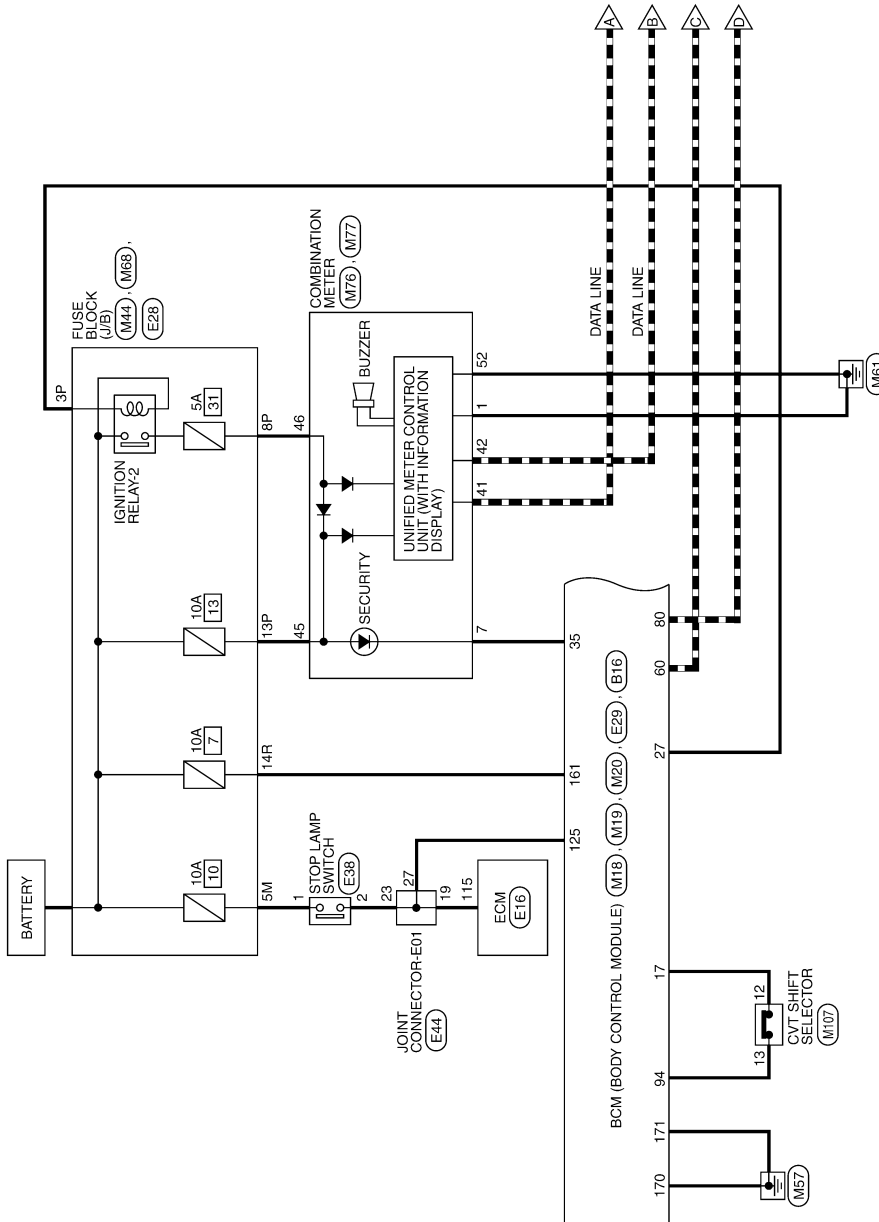 A
B
C
D
FUSE
BLOCK
(J/B)
M44 , M68 ,
E28
3P
5A
31
IGNITION
RELAY-2
8P
10A
13
13P
10A
7
14R
BATTERY
10A
10
5M
COMBINATION
METER
M76 , M77
46
BUZZER
UNIFIED METER CONTROL
UNIT (WITH INFORMATION
DISPLAY)
52
1
42
41
DATA LINE
DATA LINE
45
SECURITY
7
M61
1
STOP LAMP
SWITCH
E38
2
23
27
19
JOINT
CONNECTOR-E01
E44
115
ECM
E16
35
161
125
80
60
27
BCM (BODY CONTROL MODULE) M18 , M19 , M20 , E29 , B16
17
12
CVT SHIFT
SELECTOR
M107
13
94
171
170
M57